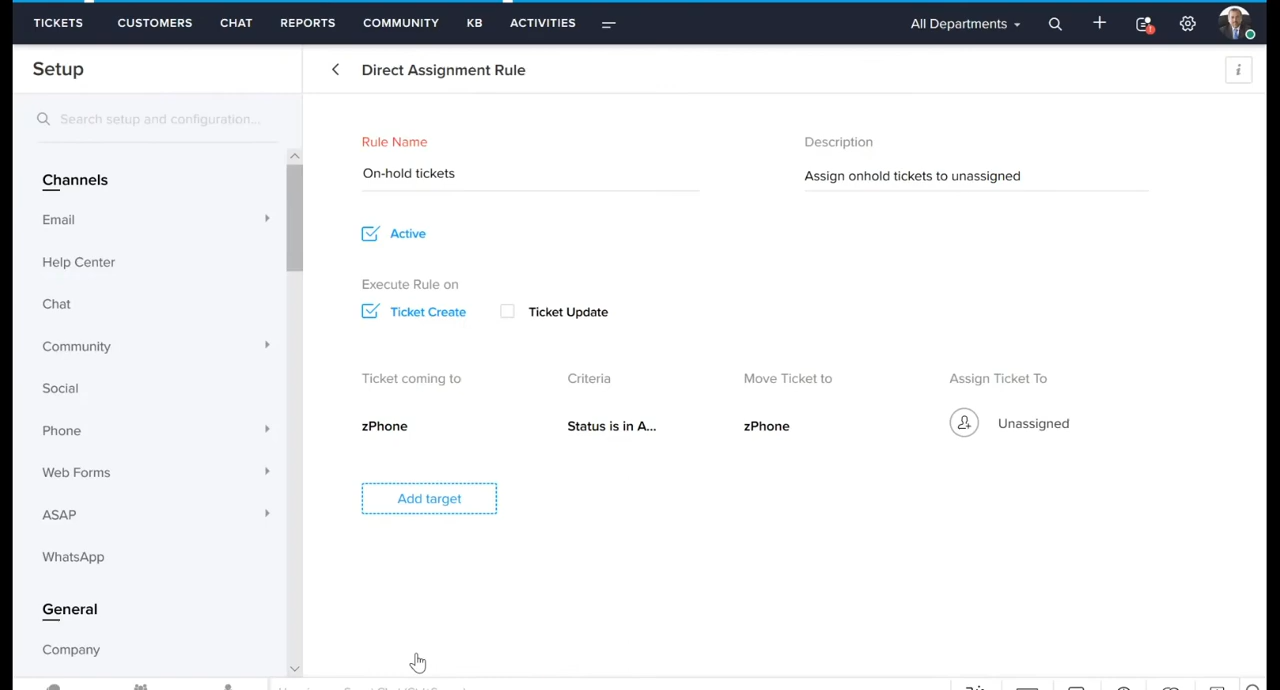 TICKETS CUSTOMERS CHAT REPORTS COMMUNITY KB ACTIVITIES All Departments
Setup
Direct Assignment Rule
Search setup and configuration...
Channels
Email
Help Center
Chat
Community
Social
Phone
Web Forms
ASAP
WhatsApp
General
Company
Rule Name
On-hold tickets
Description
Assign onhold tickets to unassigned
Active
Execute Rule on
Ticket Create
Ticket Update
Ticket coming to Criteria Move Ticket to Assign Ticket To
zPhone Status is in A... zPhone Unassigned
Add target